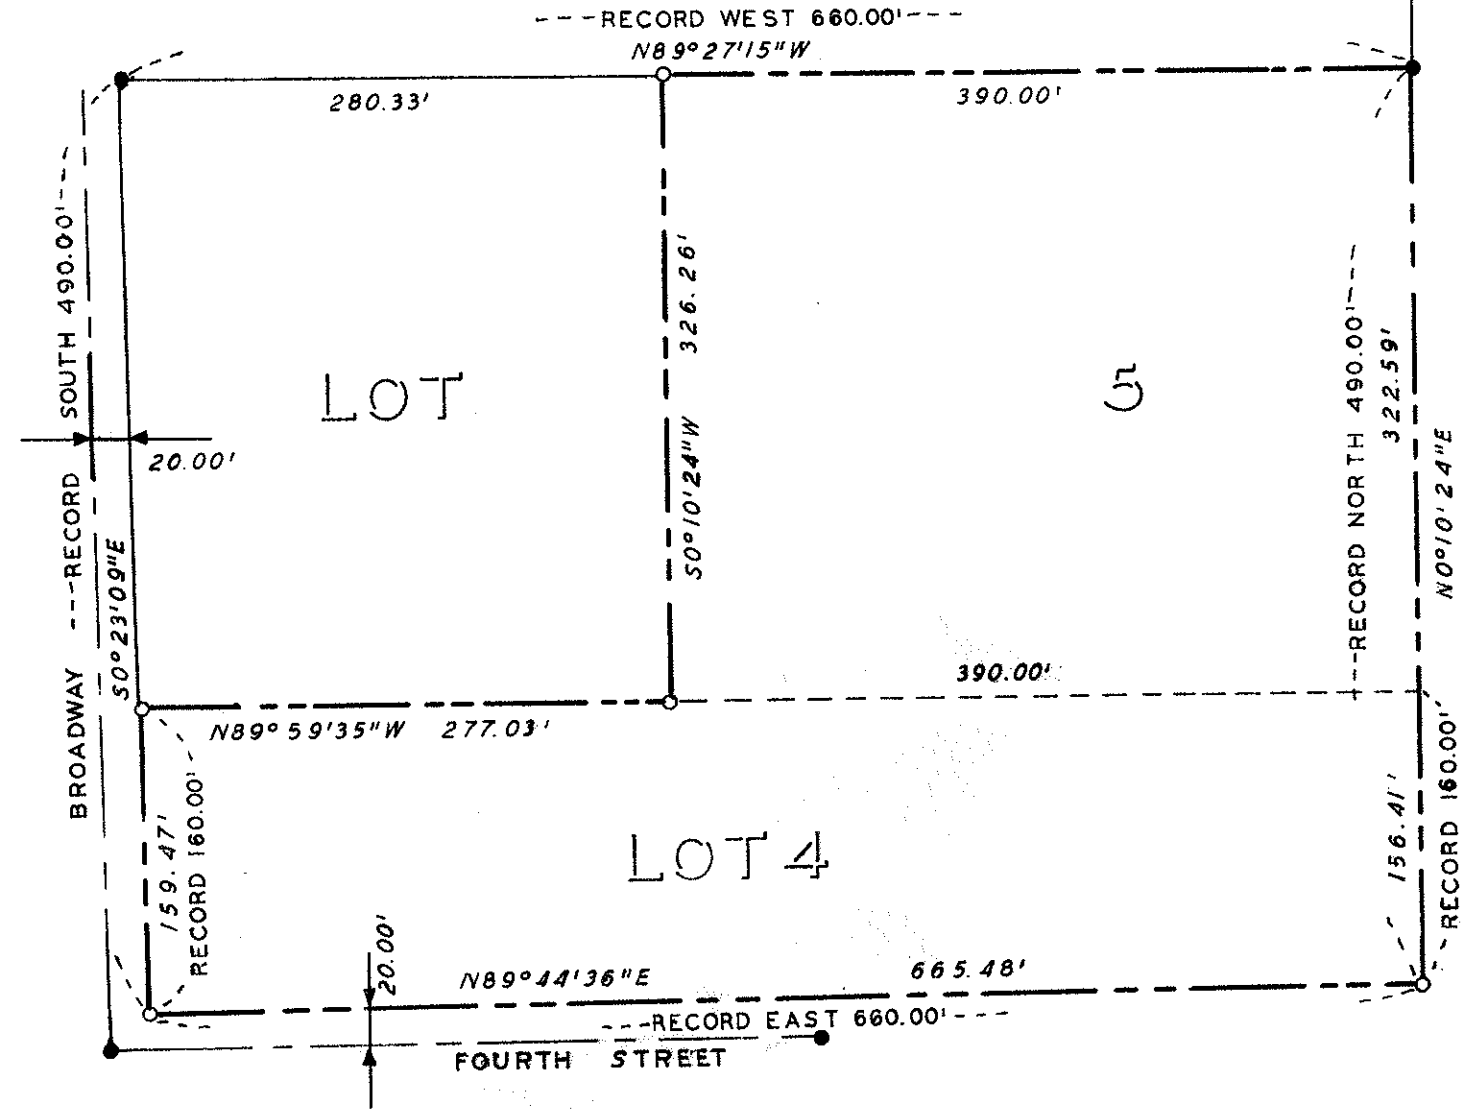 ---RECORD WEST 660.00'---
N89°27'15"W
280.33'
390.00'
---RECORD SOUTH 490.00'---
326.26'
S0°10'24"W
LOT
5
---RECORD NORTH 490.00'---
322.59'
N0°10'24"E
20.00'
S0°23'09"E
BROADWAY
390.00'
N89°59'35"W 277.03'
159.47'
RECORD 160.00'
LOT 4
156.41'
RECORD 160.00'
20.00'
N89°44'36"E
665.48'
---RECORD EAST 660.00'---
FOURTH STREET